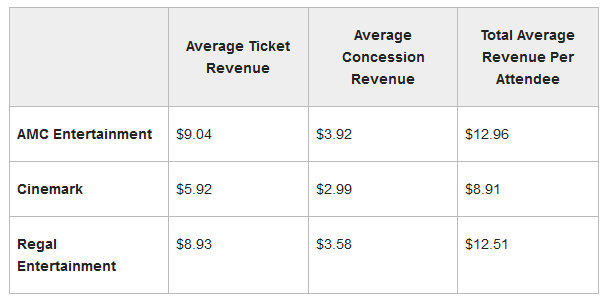 Average Ticket
Revenue
Average
Concession
Revenue
Total Average
Revenue Per
Attendee
AMC Entertainment $9.04 $3.92 $12.96
Cinemark $5.92 $2.99 $8.91
Regal
Entertainment
$8.93 $3.58 $12.51